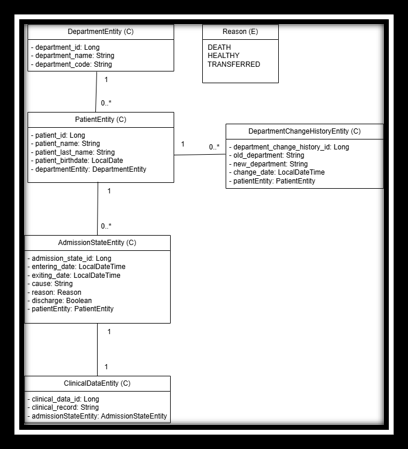 DepartmentEntity (C)
- department_id: Long
- department_name: String
- department_code: String
Reason (E)
DEATH
HEALTHY
TRANSFERRED
1
0..*
PatientEntity (C)
- patient_id: Long
- patient_name: String
- patient_last_name: String
- patient_birthdate: LocalDate
- departmentEntity: DepartmentEntity
1
0..*
DepartmentChangeHistoryEntity (C)
- department_change_history_id: Long
- old_department: String
- new_department: String
- change_date: LocalDateTime
- patientEntity: PatientEntity
1
0..*
AdmissionStateEntity (C)
- admission_state_id: Long
- entering_date: LocalDateTime
- exiting_date: LocalDateTime
- cause: String
- reason: Reason
- discharge: Boolean
- patientEntity: PatientEntity
1
1
ClinicalDataEntity (C)
- clinical_data_id: Long
- clinical_record: String
- admissionStateEntity: AdmissionStateEntity